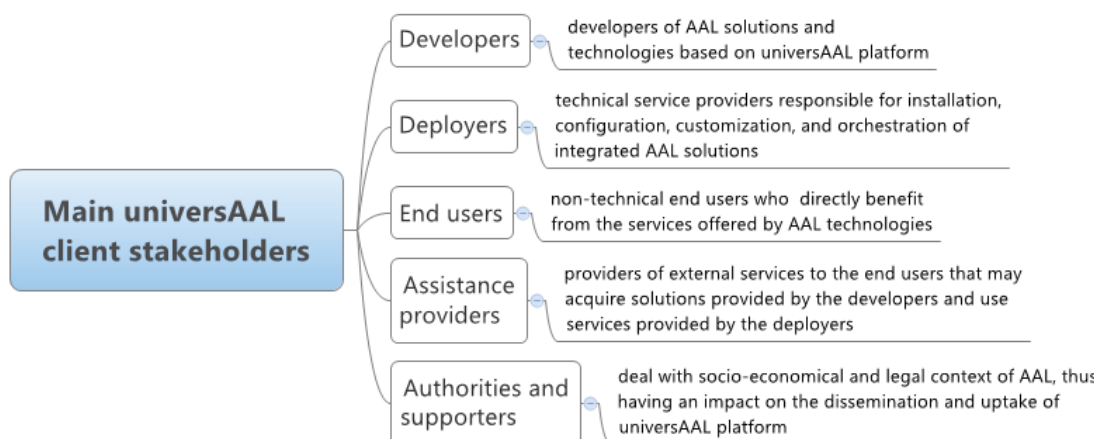 Main universAAL
client stakeholders
Developers
developers of AAL solutions and
technologies based on universAAL platform
Deployers
technical service providers responsible for installation,
configuration, customization, and orchestration of
integrated AAL solutions
End users
non-technical end users who directly benefit
from the services offered by AAL technologies
Assistance
providers
providers of external services to the end users that may
acquire solutions provided by the developers and use
services provided by the deployers
Authorities and
supporters
deal with socio-economical and legal context of AAL, thus
having an impact on the dissemination and uptake of
universAAL platform